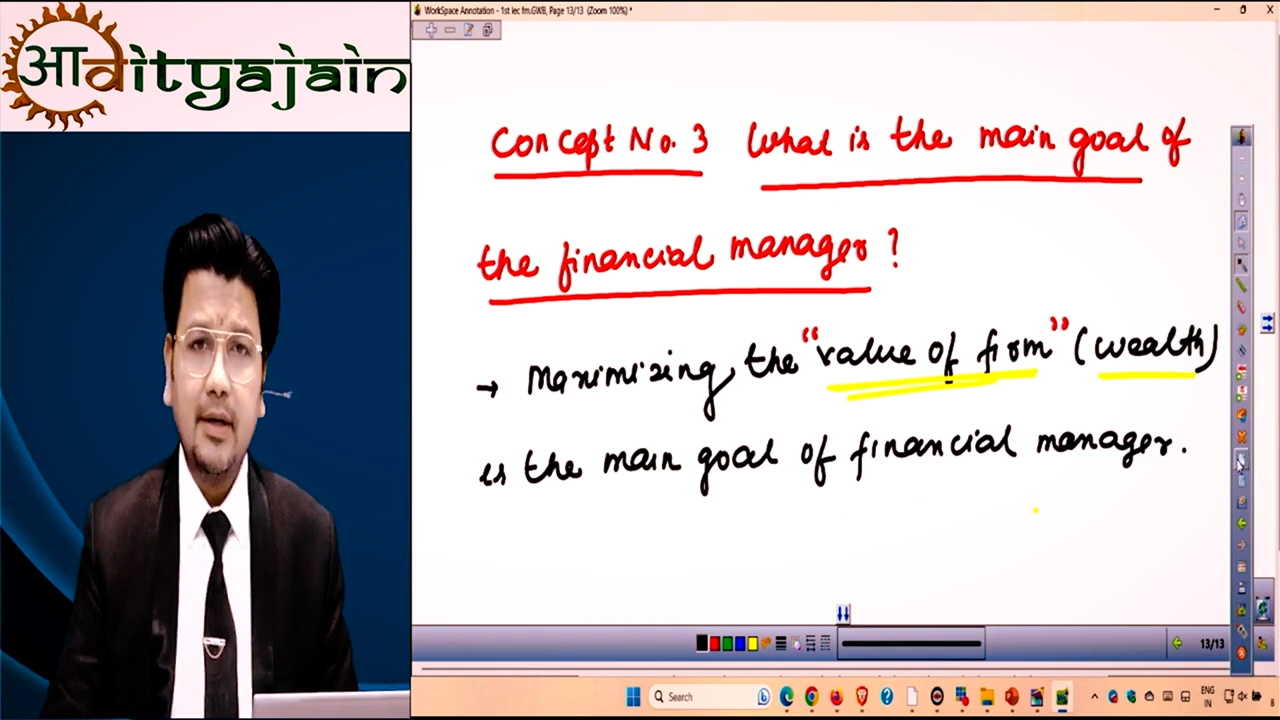 आdityajain
WorkSpace Annotation - 1st lec fm.GWB, Page 13/13 (Zoom 100%) *
Concept No. 3 What is the main goal of
the financial manager?
→ Maximizing the "value of firm" (wealth)
is the main goal of financial manager.
13/13
Search
ENG
IN